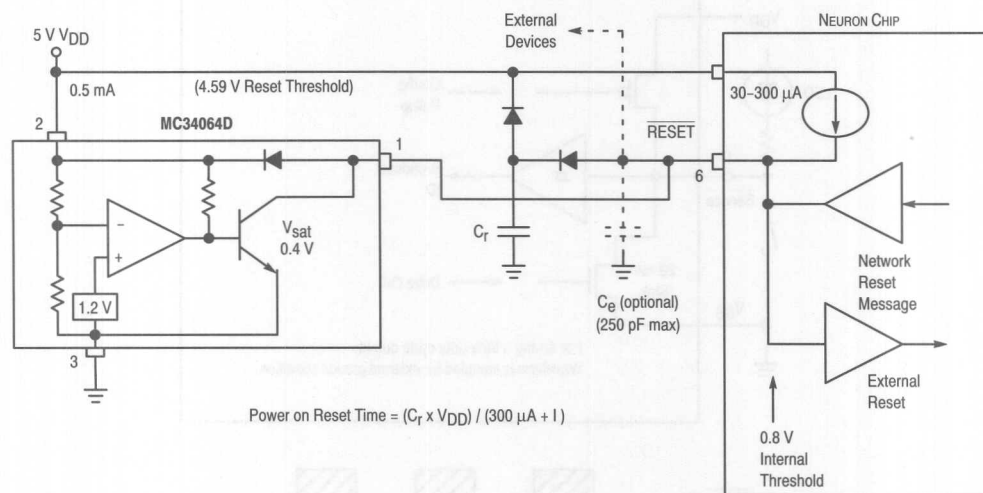 External
Devices
NEURON CHIP
5 V VDD
0.5 mA
(4.59 V Reset Threshold)
30–300 µA
MC34064D
RESET
2
1
6
Vsat
0.4 V
Cr
–
+
1.2 V
Network
Reset
Message
Ce (optional)
(250 pF max)
3
External
Reset
Power on Reset Time = (Cr x VDD) / (300 µA + I )
0.8 V
Internal
Threshold